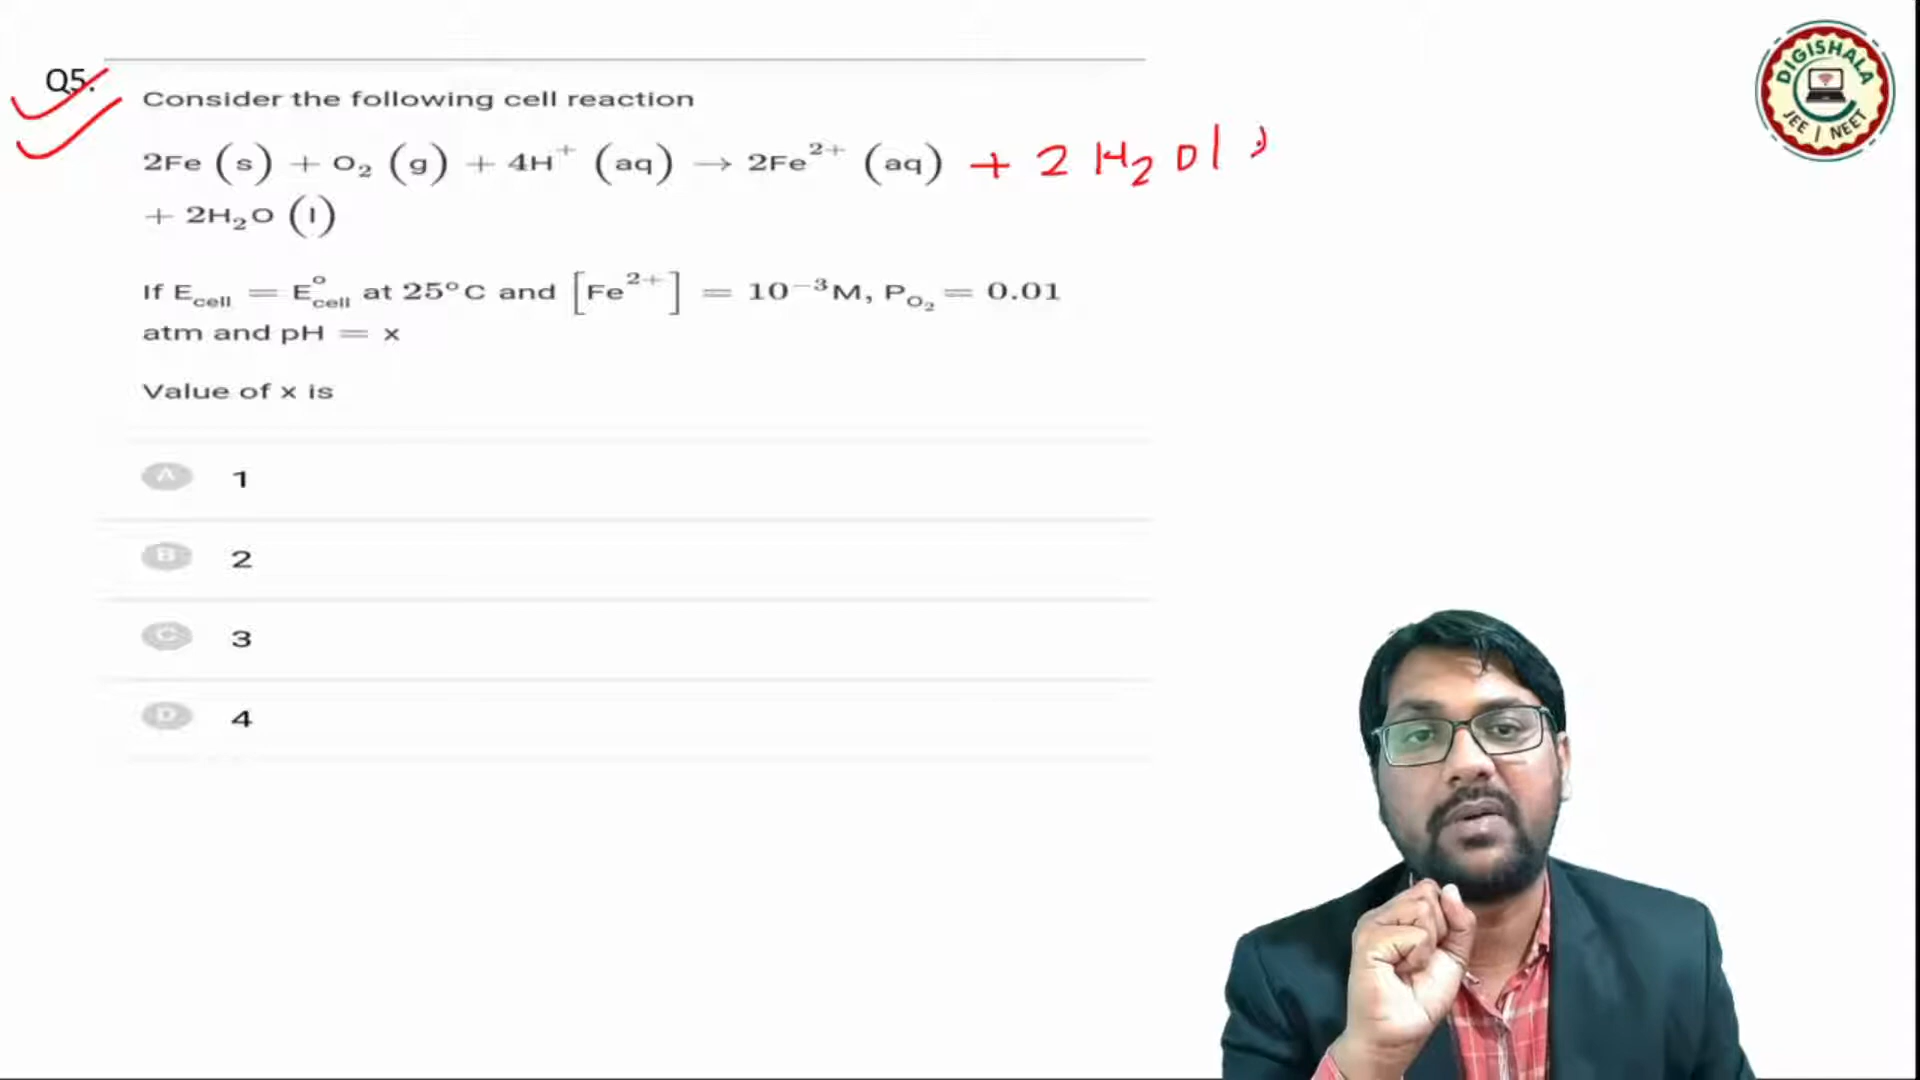 Q5.
Consider the following cell reaction
2Fe (s) + O₂ (g) + 4H⁺ (aq) → 2Fe²⁺ (aq) + 2 H₂O l )
+ 2H₂O (l)
If E_cell = E°_cell at 25°C and [Fe²⁺] = 10⁻³M, P_O₂ = 0.01
atm and pH = x
Value of x is
A 1
B 2
C 3
D 4
DIGISHALA
JEE | NEET